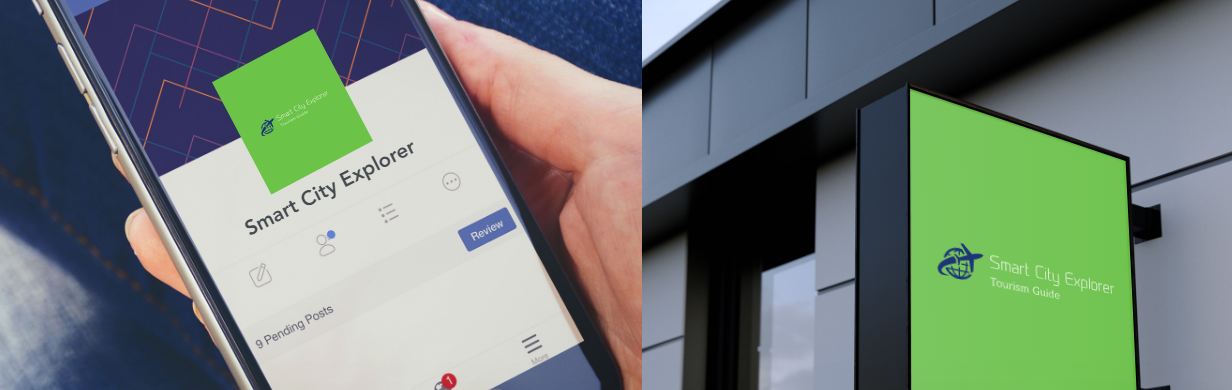 Smart City Explorer
Tourism Guide
Smart City Explorer
Review
9 Pending Posts
1
More
Smart City Explorer
Tourism Guide